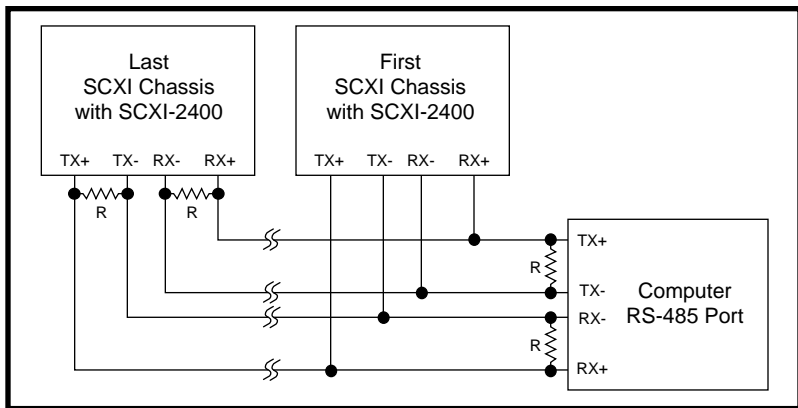 Last
SCXI Chassis
with SCXI-2400
TX+ TX- RX- RX+
R R
First
SCXI Chassis
with SCXI-2400
TX+ TX- RX- RX+
TX+
R
TX-
Computer
RS-485 Port
RX-
R
RX+